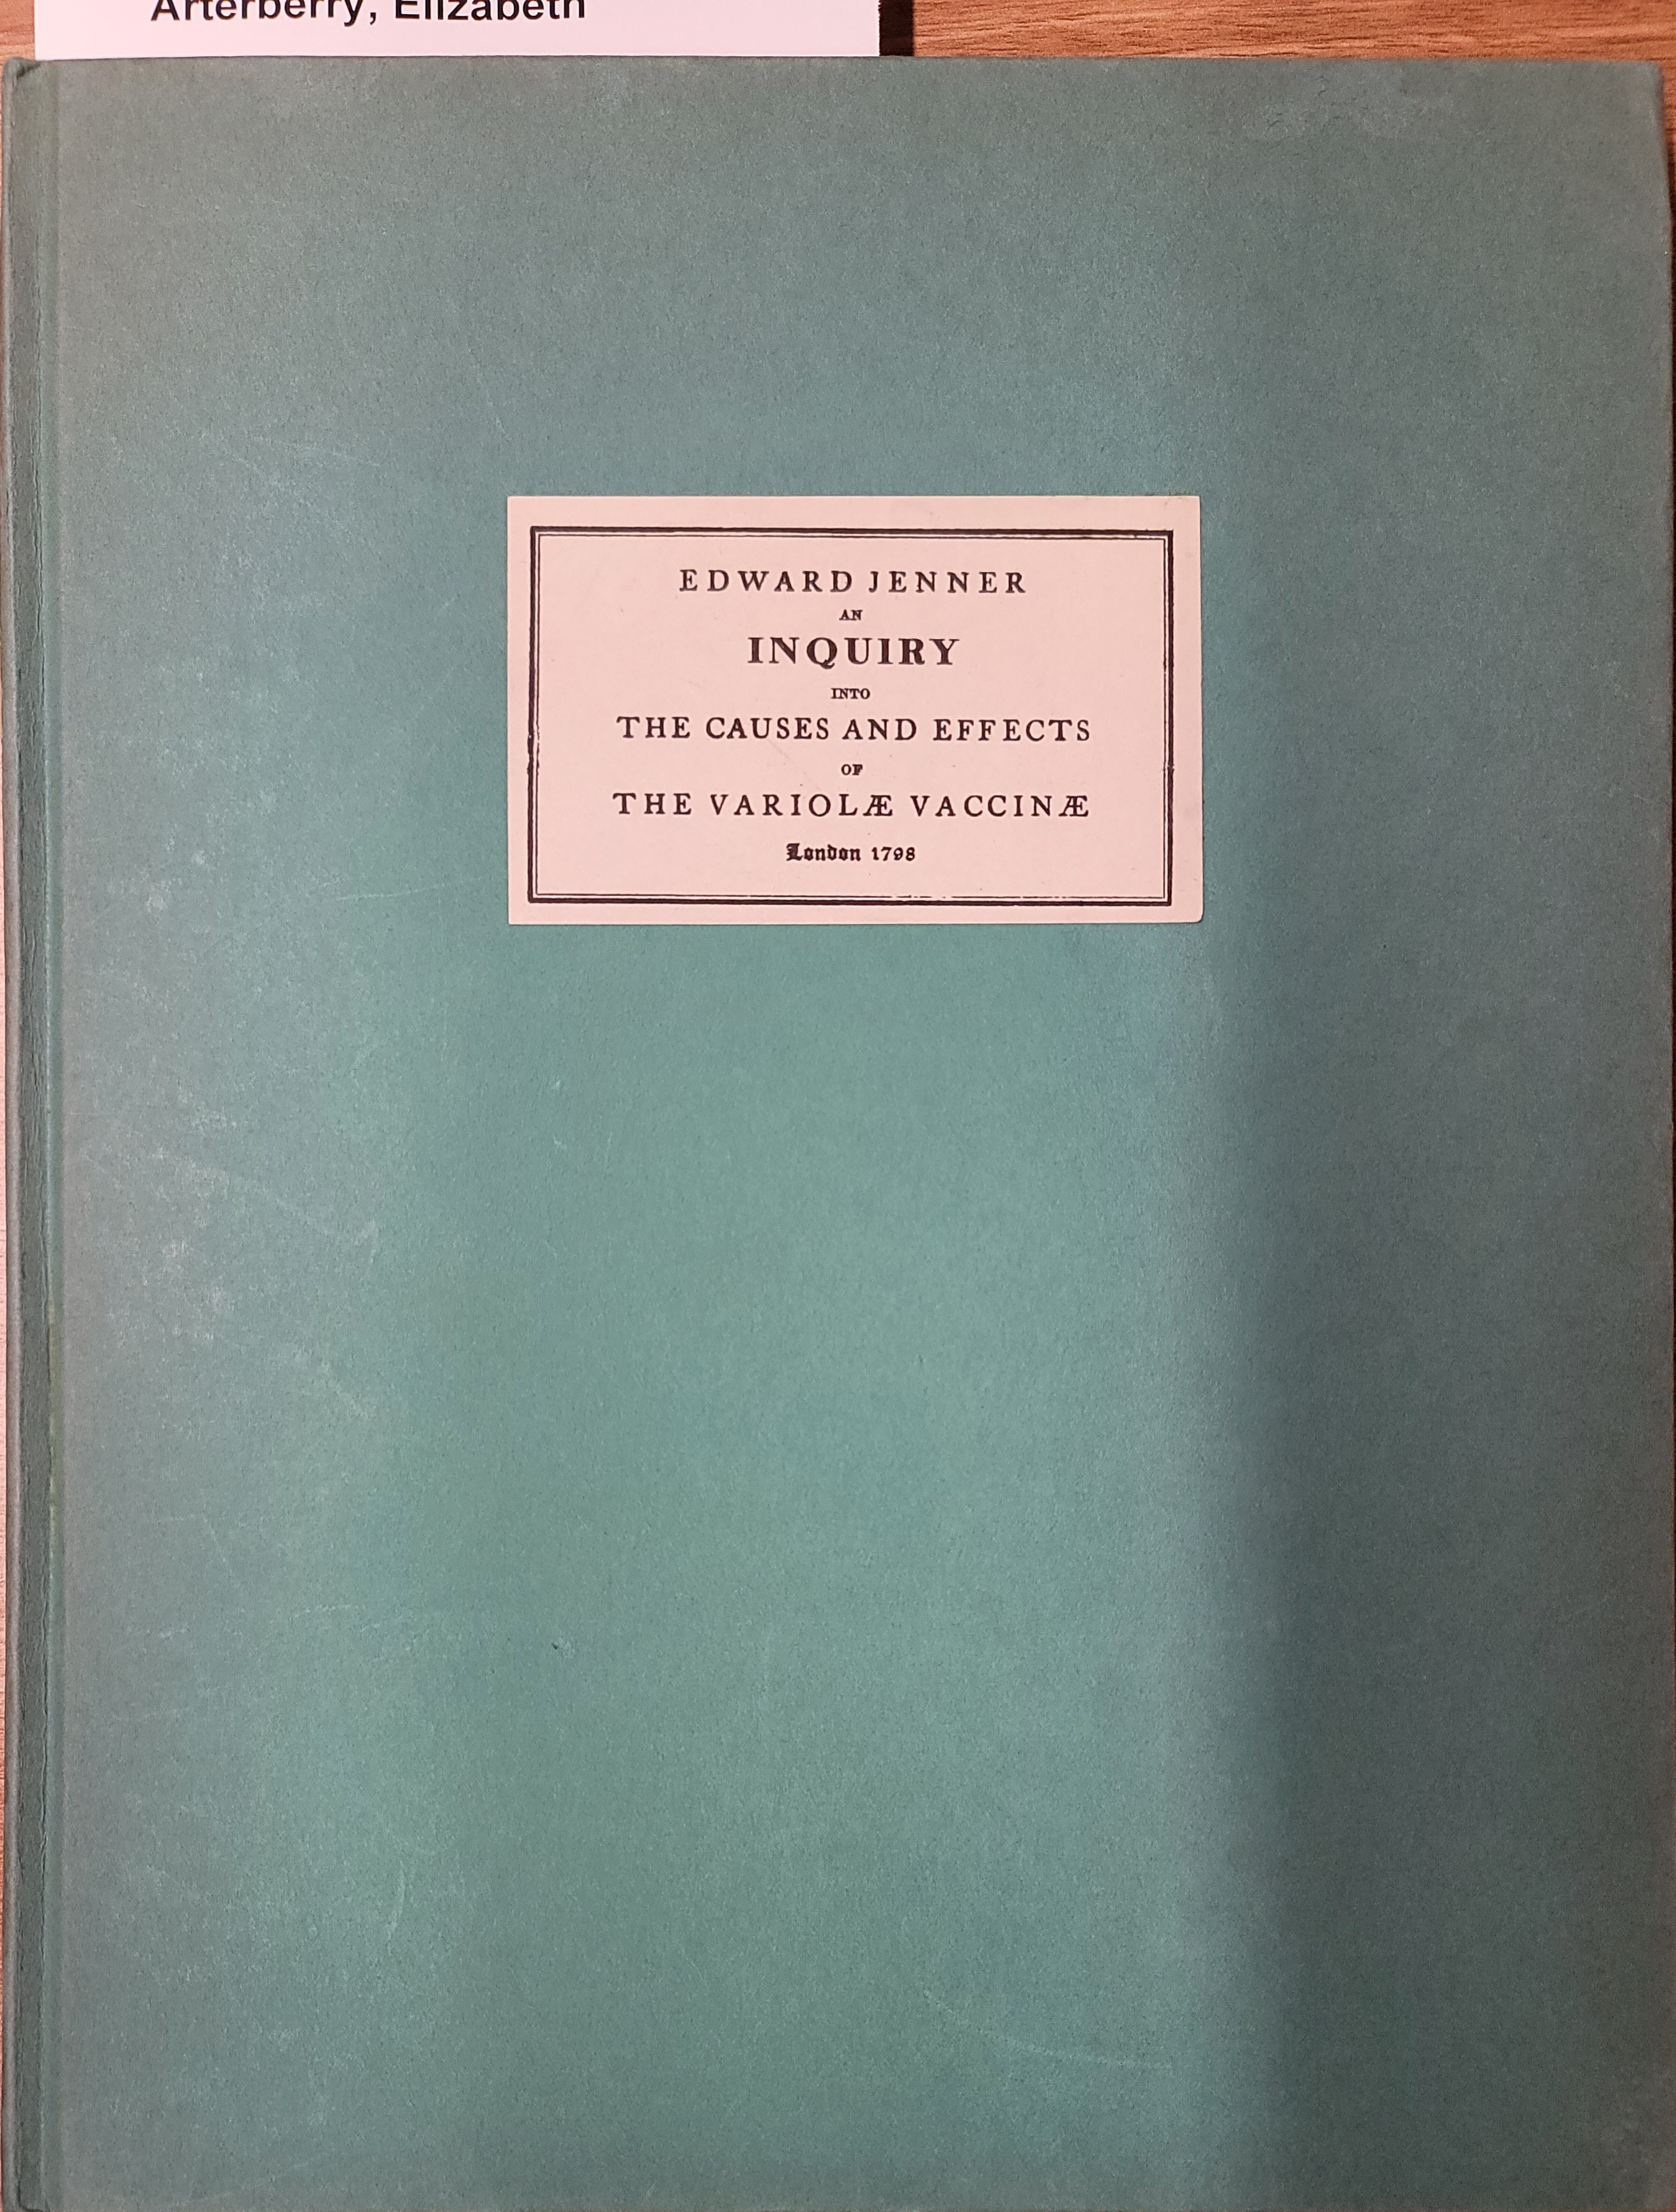 Arterberry, Elizabeth
EDWARD JENNER
AN
INQUIRY
INTO
THE CAUSES AND EFFECTS
OF
THE VARIOLÆ VACCINÆ
London 1798